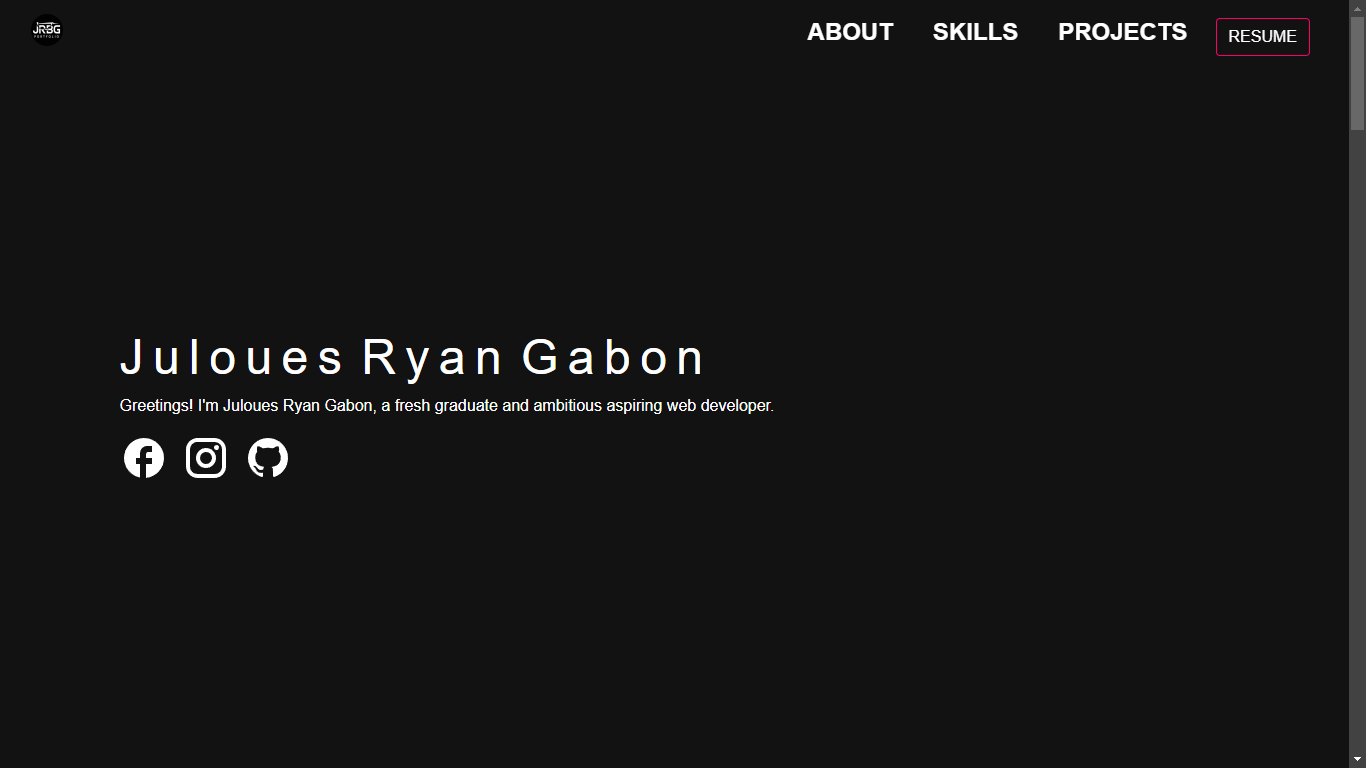 JRBG
PORTFOLIO
ABOUT SKILLS PROJECTS RESUME
Juloues Ryan Gabon
Greetings! I'm Juloues Ryan Gabon, a fresh graduate and ambitious aspiring web developer.